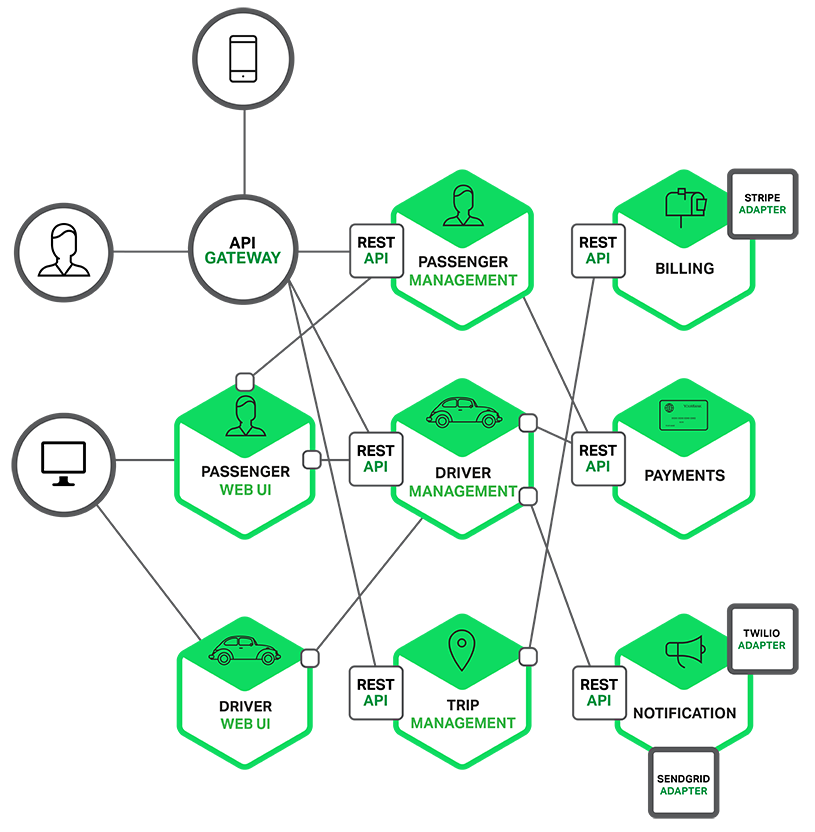 STRIPE
ADAPTER
API
GATEWAY
REST
API
PASSENGER
MANAGEMENT
REST
API
BILLING
PASSENGER
WEB UI
REST
API
DRIVER
MANAGEMENT
REST
API
PAYMENTS
DRIVER
WEB UI
REST
API
TRIP
MANAGEMENT
REST
API
NOTIFICATION
TWILIO
ADAPTER
SENDGRID
ADAPTER